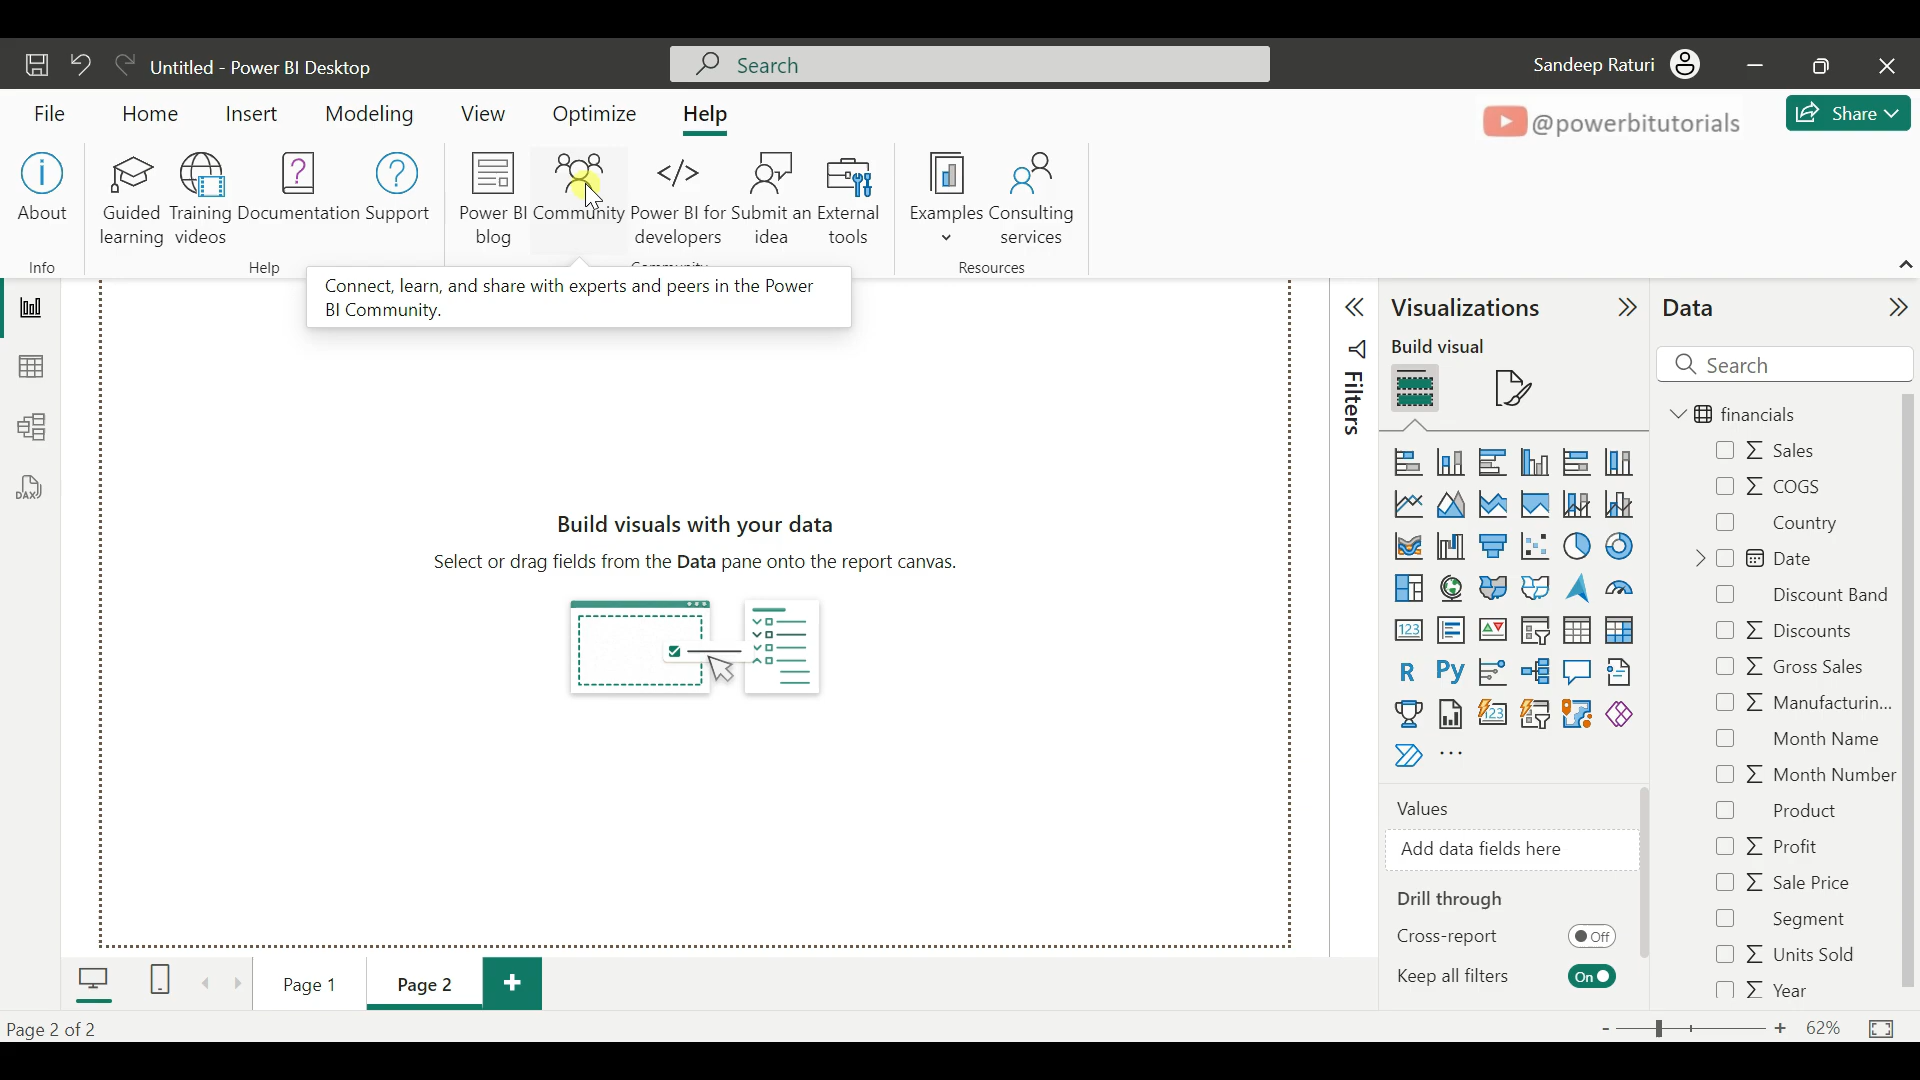 Untitled - Power BI Desktop
Search
Sandeep Raturi
File Home Insert Modeling View Optimize Help
@powerbitutorials
Share
About
Guided learning
Training videos
Documentation
Support
Power BI blog
Community
Power BI for developers
Submit an idea
External tools
Examples
Consulting services
Info
Help
Community
Resources
Connect, learn, and share with experts and peers in the Power
BI Community.
Build visuals with your data
Select or drag fields from the Data pane onto the report canvas.
Filters
Visualizations
Build visual
123
R
Py
123
Values
Add data fields here
Drill through
Cross-report
Off
Keep all filters
On
Data
Search
financials
Sales
COGS
Country
Date
Discount Band
Discounts
Gross Sales
Manufacturin...
Month Name
Month Number
Product
Profit
Sale Price
Segment
Units Sold
Year
DAX
Page 1
Page 2
Page 2 of 2
62%